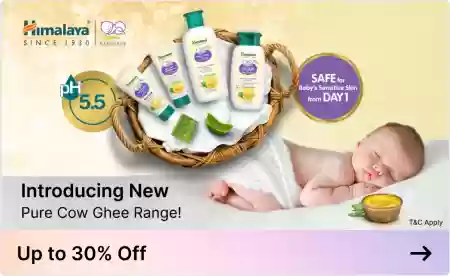 Himalaya
SINCE 1930
pH
5.5
SAFE for
Baby's Sensitive Skin
from DAY 1
Introducing New
Pure Cow Ghee Range!
T&C Apply
Up to 30% Off